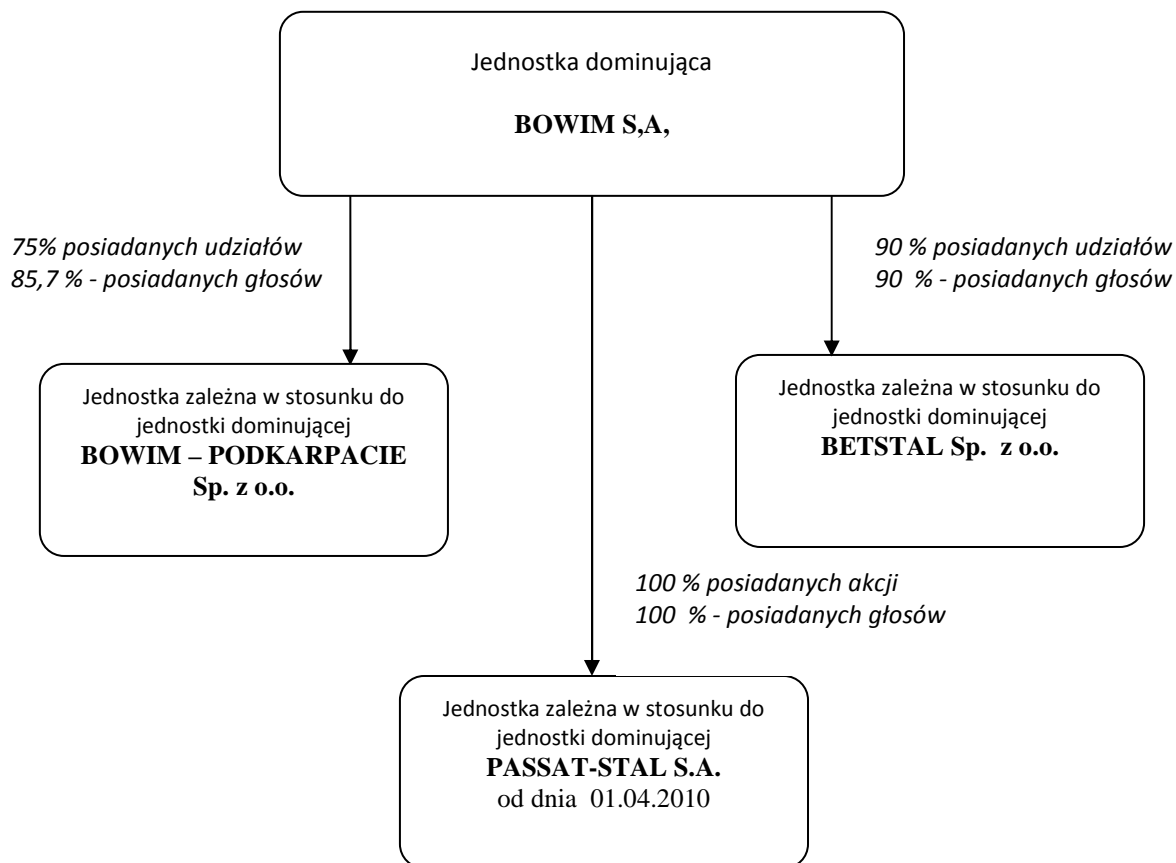 Jednostka dominująca
BOWIM S,A,
75% posiadanych udziałów
85,7 % - posiadanych głosów
90 % posiadanych udziałów
90 % - posiadanych głosów
Jednostka zależna w stosunku do
jednostki dominującej
BOWIM – PODKARPACIE
Sp. z o.o.
Jednostka zależna w stosunku do
jednostki dominującej
BETSTAL Sp. z o.o.
100 % posiadanych akcji
100 % - posiadanych głosów
Jednostka zależna w stosunku do
jednostki dominującej
PASSAT-STAL S.A.
od dnia 01.04.2010